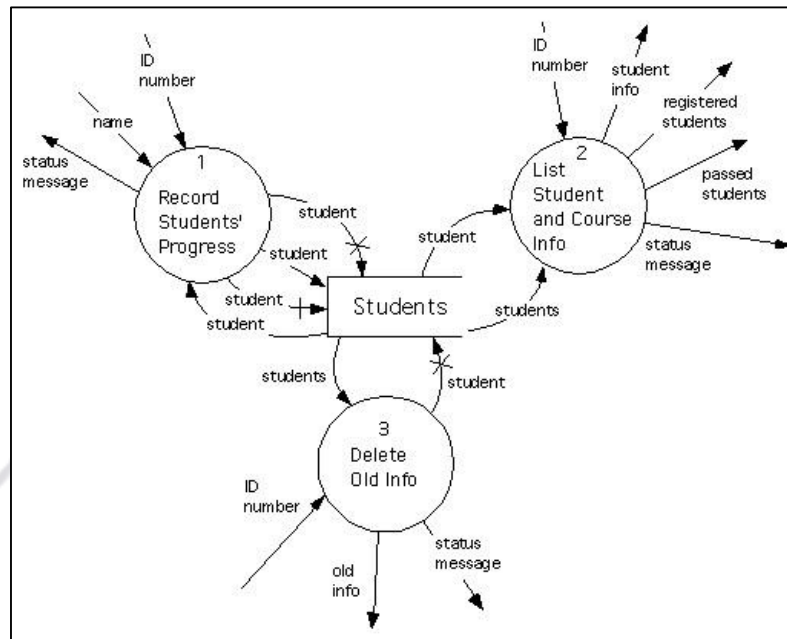 ID
number
name
status
message
1
Record
Students'
Progress
student
student
student
student
Students
ID
number
student
info
registered
students
passed
students
status
message
2
List
Student
and Course
Info
student
students
students
student
3
Delete
Old Info
ID
number
old
info
status
message